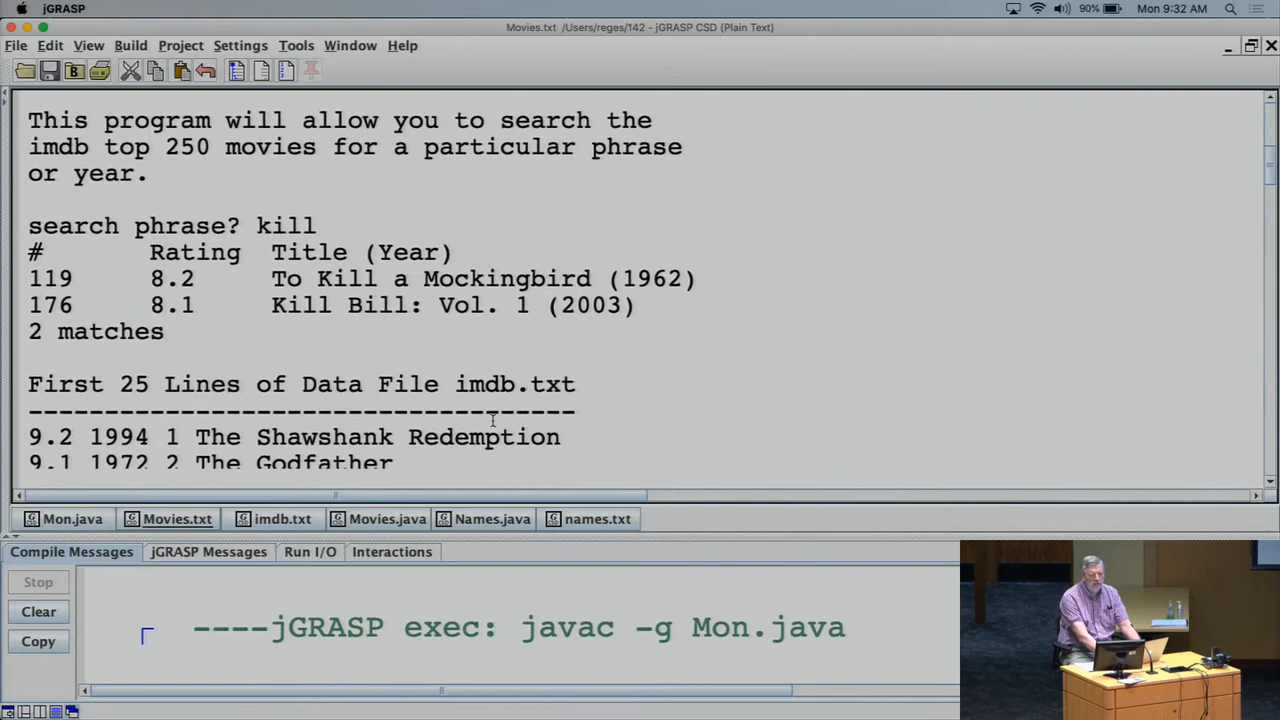 jGRASP
90%
Mon 9:32 AM
Movies.txt /Users/reges/142 - jGRASP CSD (Plain Text)
File Edit View Build Project Settings Tools Window Help
This program will allow you to search the
imdb top 250 movies for a particular phrase
or year.
search phrase? kill
# Rating Title (Year)
119 8.2 To Kill a Mockingbird (1962)
176 8.1 Kill Bill: Vol. 1 (2003)
2 matches
First 25 Lines of Data File imdb.txt
-------------------------------------
9.2 1994 1 The Shawshank Redemption
9.1 1972 2 The Godfather
Mon.java Movies.txt imdb.txt Movies.java Names.java names.txt
Compile Messages jGRASP Messages Run I/O Interactions
Stop
Clear
Copy
----jGRASP exec: javac -g Mon.java